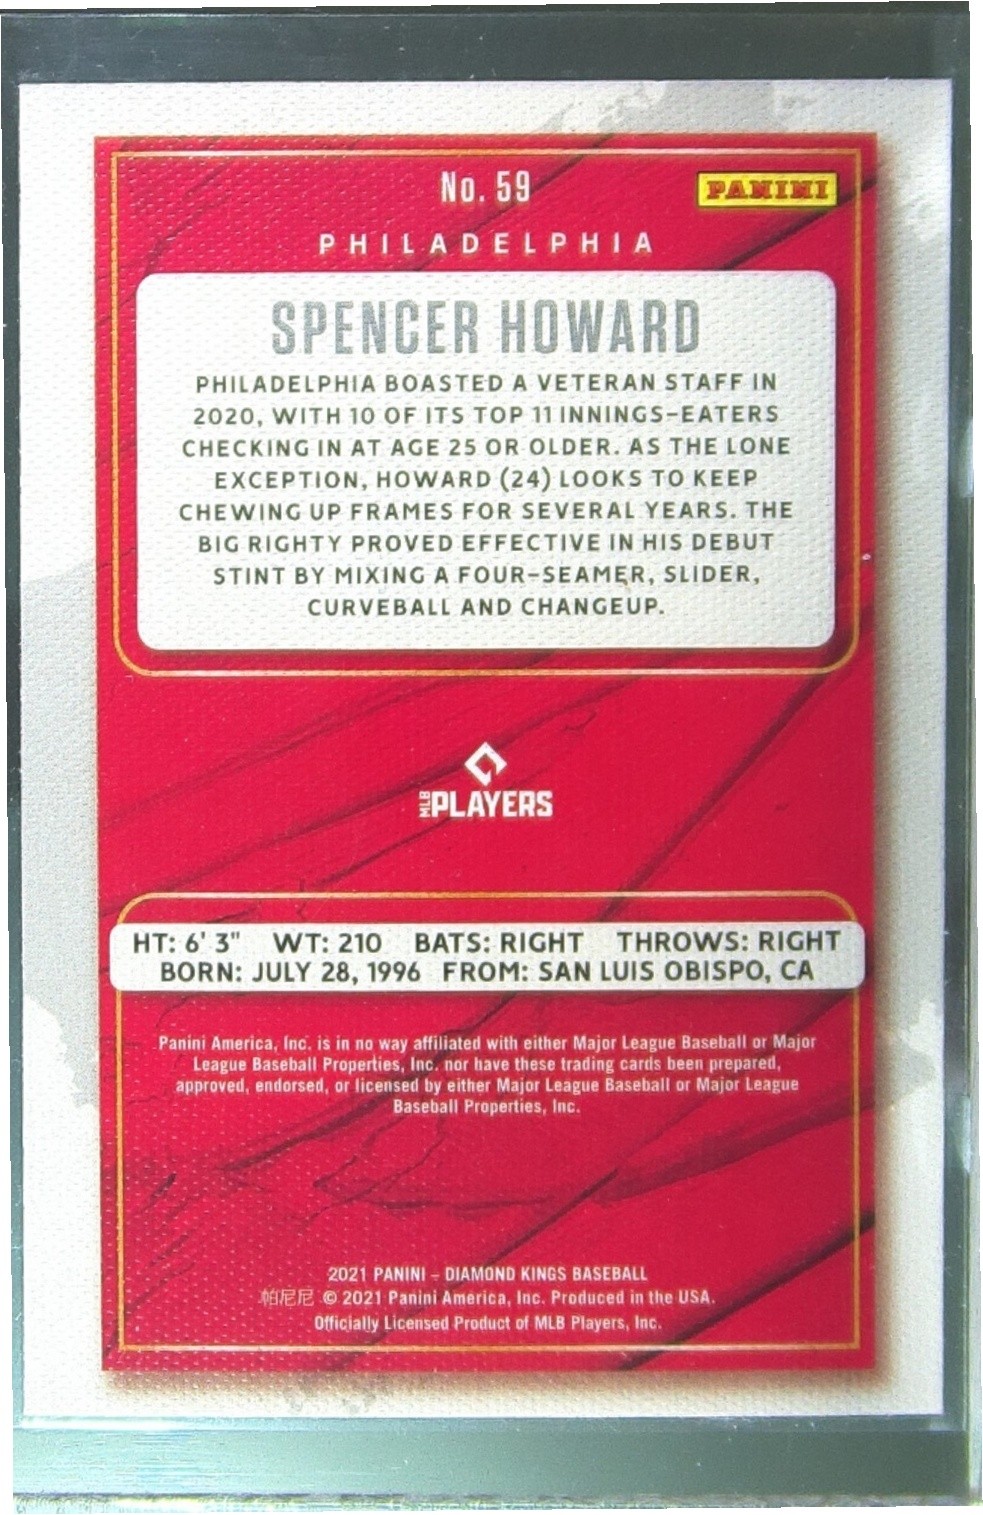 No. 59
PANINI
PHILADELPHIA
SPENCER HOWARD
PHILADELPHIA BOASTED A VETERAN STAFF IN
2020, WITH 10 OF ITS TOP 11 INNINGS-EATERS
CHECKING IN AT AGE 25 OR OLDER. AS THE LONE
EXCEPTION, HOWARD (24) LOOKS TO KEEP
CHEWING UP FRAMES FOR SEVERAL YEARS. THE
BIG RIGHTY PROVED EFFECTIVE IN HIS DEBUT
STINT BY MIXING A FOUR-SEAMER, SLIDER,
CURVEBALL AND CHANGEUP.
MLB PLAYERS
HT: 6' 3" WT: 210 BATS: RIGHT THROWS: RIGHT
BORN: JULY 28, 1996 FROM: SAN LUIS OBISPO, CA
Panini America, Inc. is in no way affiliated with either Major League Baseball or Major
League Baseball Properties, Inc. nor have these trading cards been prepared,
approved, endorsed, or licensed by either Major League Baseball or Major League
Baseball Properties, Inc.
2021 PANINI – DIAMOND KINGS BASEBALL
帕尼尼 © 2021 Panini America, Inc. Produced in the USA.
Officially Licensed Product of MLB Players, Inc.